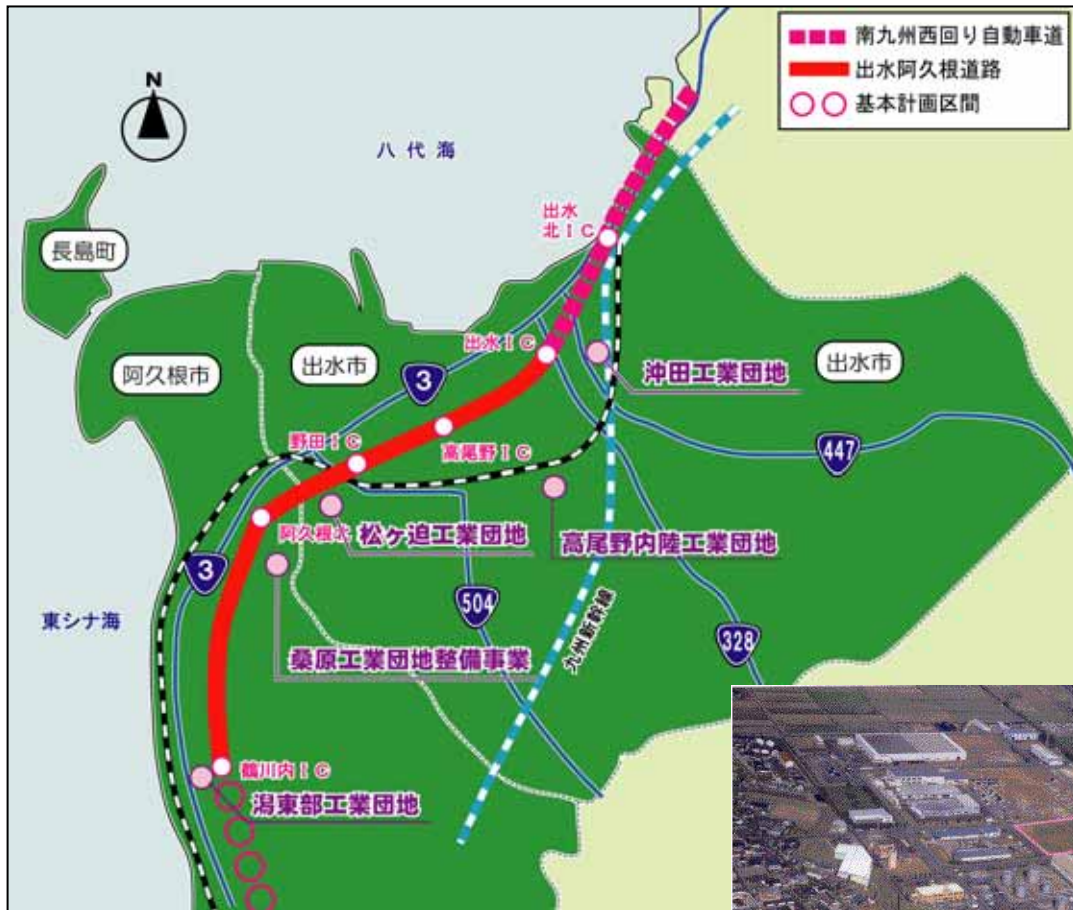 南九州西回り自動車道
出水阿久根道路
基本計画区間
N
八代海
出水
北IC
長島町
出水IC
沖田工業団地
出水市
阿久根市
出水市
3
野田IC
高尾野IC
447
阿久根北
松ヶ迫工業団地
高尾野内陸工業団地
3
504
東シナ海
九州新幹線
328
桑原工業団地整備事業
鶴川内IC
潟東部工業団地